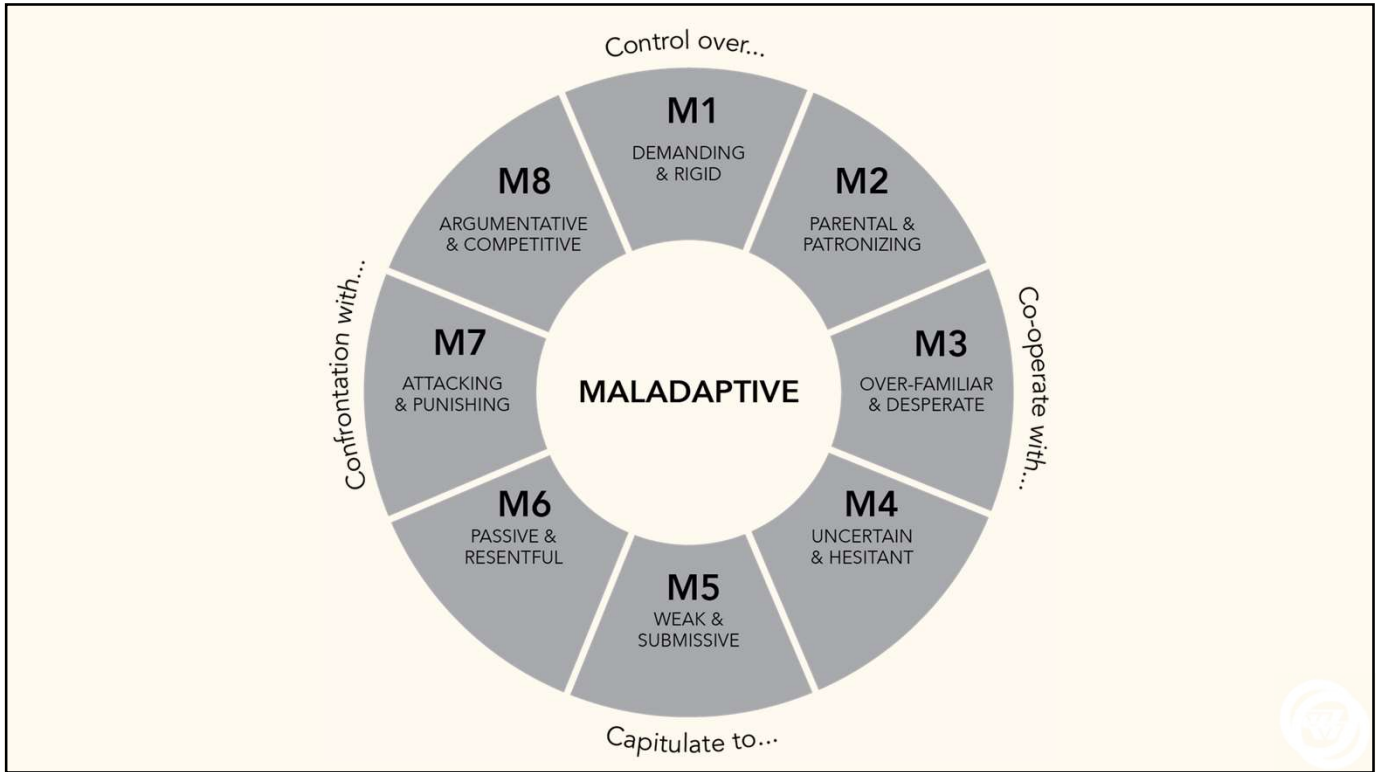 Control over...
M1
DEMANDING
& RIGID
M2
PARENTAL &
PATRONIZING
Co-operate with...
M3
OVER-FAMILIAR
& DESPERATE
M4
UNCERTAIN
& HESITANT
Capitulate to...
M5
WEAK &
SUBMISSIVE
M6
PASSIVE &
RESENTFUL
Confrontation with...
M7
ATTACKING
& PUNISHING
M8
ARGUMENTATIVE
& COMPETITIVE
MALADAPTIVE